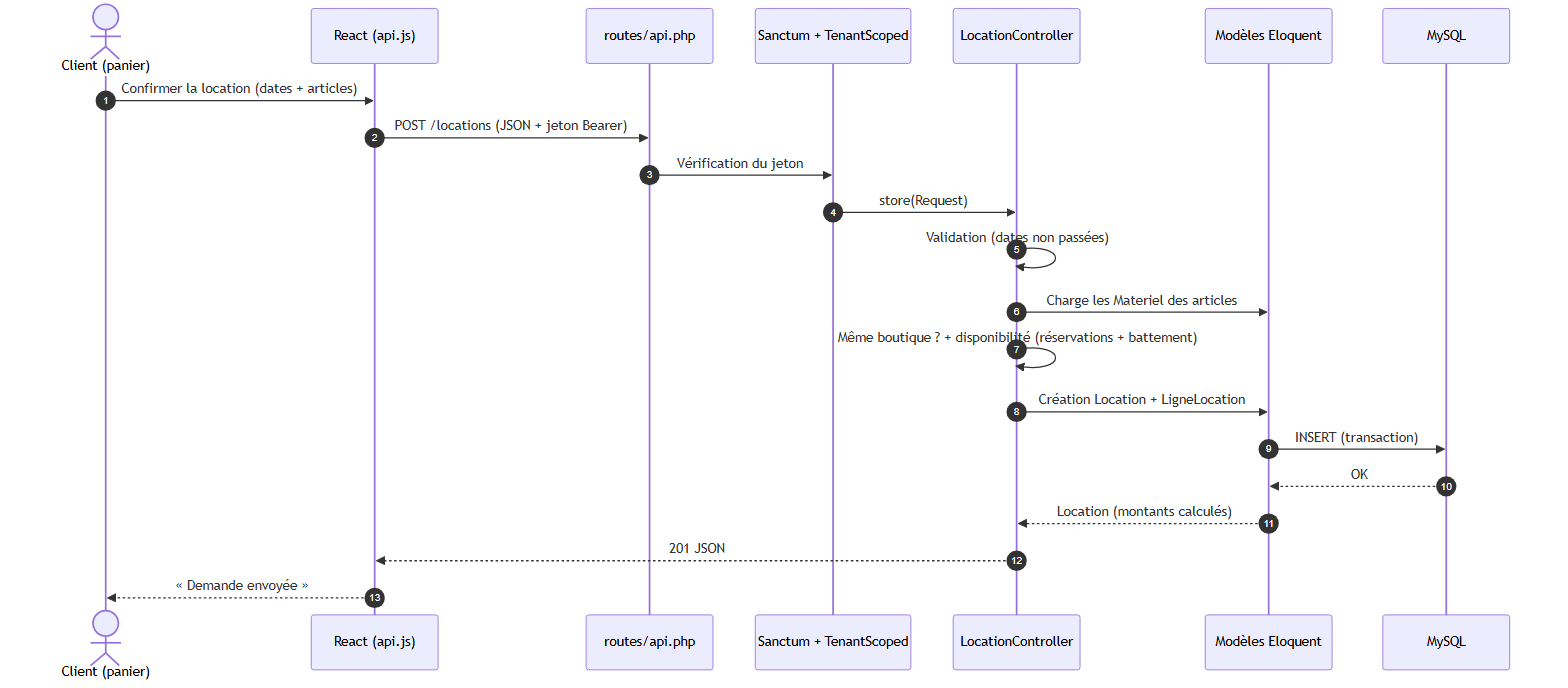 React (api.js)
routes/api.php
Sanctum + TenantScoped
LocationController
Modèles Eloquent
MySQL
Client (panier)
Confirmer la location (dates + articles)
1
POST /locations (JSON + jeton Bearer)
2
Vérification du jeton
3
store(Request)
4
Validation (dates non passées)
5
Charge les Materiel des articles
6
Même boutique ? + disponibilité (réservations + battement)
7
Création Location + LigneLocation
8
INSERT (transaction)
9
OK
10
Location (montants calculés)
11
201 JSON
12
« Demande envoyée »
13
React (api.js)
routes/api.php
Sanctum + TenantScoped
LocationController
Modèles Eloquent
MySQL
Client (panier)